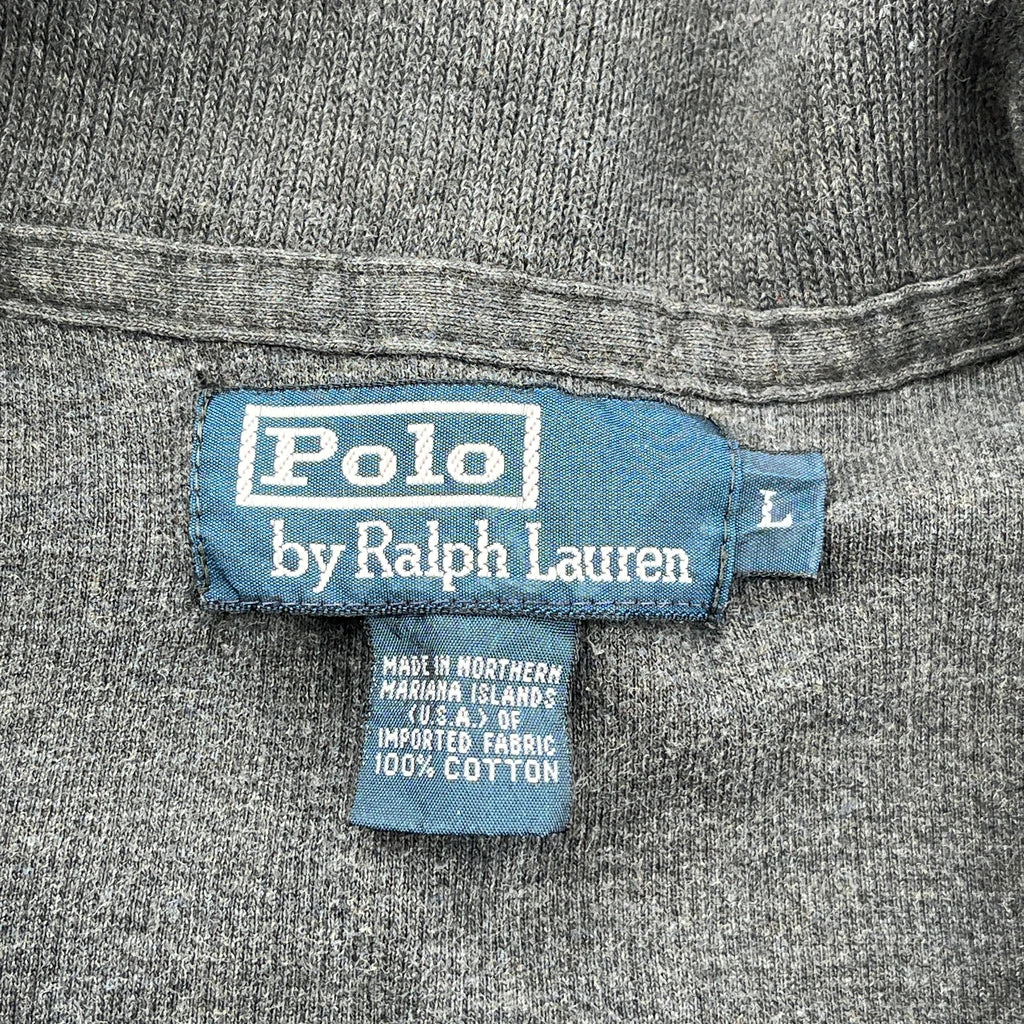 Polo
by Ralph Lauren
L
MADE IN NORTHERN
MARIANA ISLANDS
(U.S.A.) OF
IMPORTED FABRIC
100% COTTON